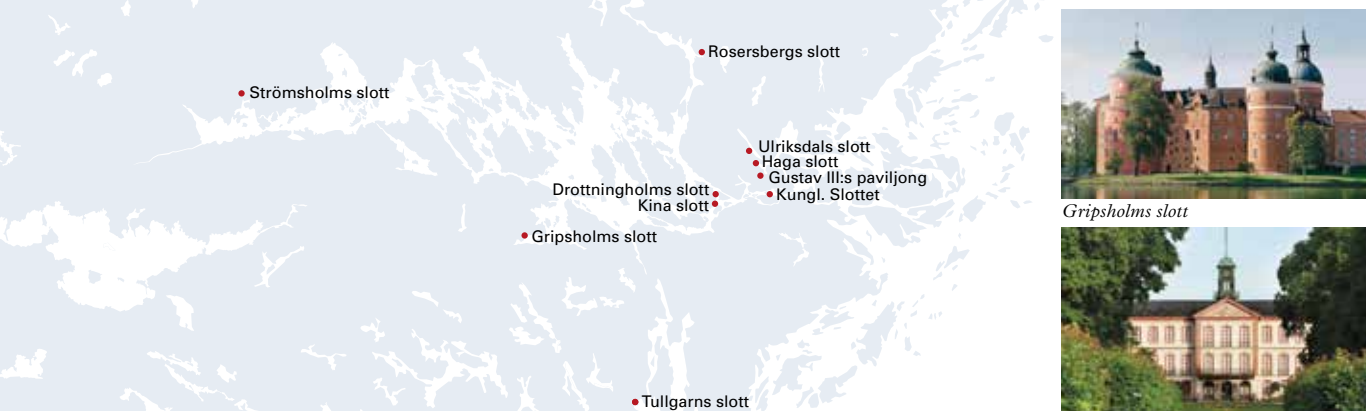 Rosersbergs slott
Strömsholms slott
Ulriksdals slott
Haga slott
Gustav III:s paviljong
Drottningholms slott
Kungl. Slottet
Kina slott
Gripsholms slott
Gripsholms slott
Tullgarns slott